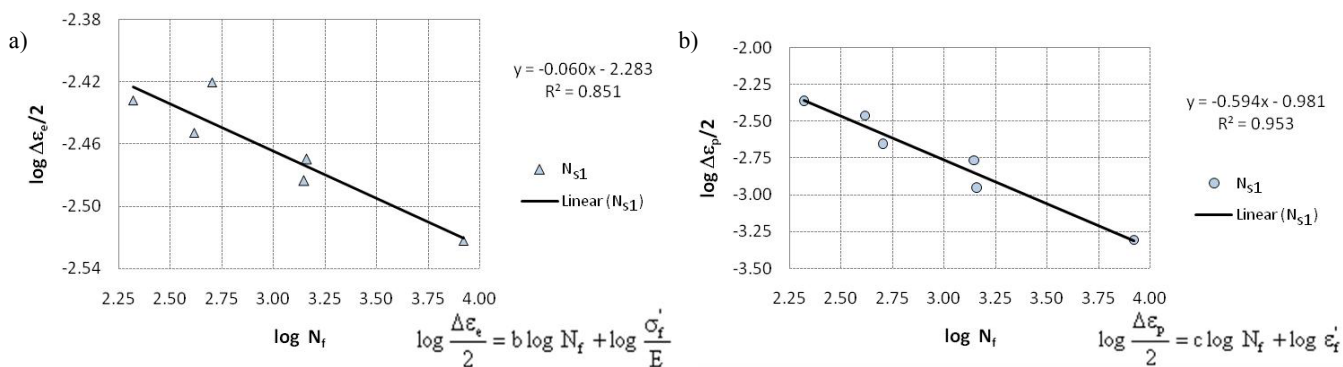 a)
-2.38
-2.42
-2.46
-2.50
-2.54
log Δεₑ/2
2.25 2.50 2.75 3.00 3.25 3.50 3.75 4.00
log N_f
y = -0.060x - 2.283
R² = 0.851
N_s1
Linear (N_s1)
log Δεₑ/2 = b log N_f + log σ'_f/E
b)
-2.00
-2.25
-2.50
-2.75
-3.00
-3.25
-3.50
log Δε_p/2
2.25 2.50 2.75 3.00 3.25 3.50 3.75 4.00
log N_f
y = -0.594x - 0.981
R² = 0.953
N_s1
Linear (N_s1)
log Δε_p/2 = c log N_f + log ε'_f